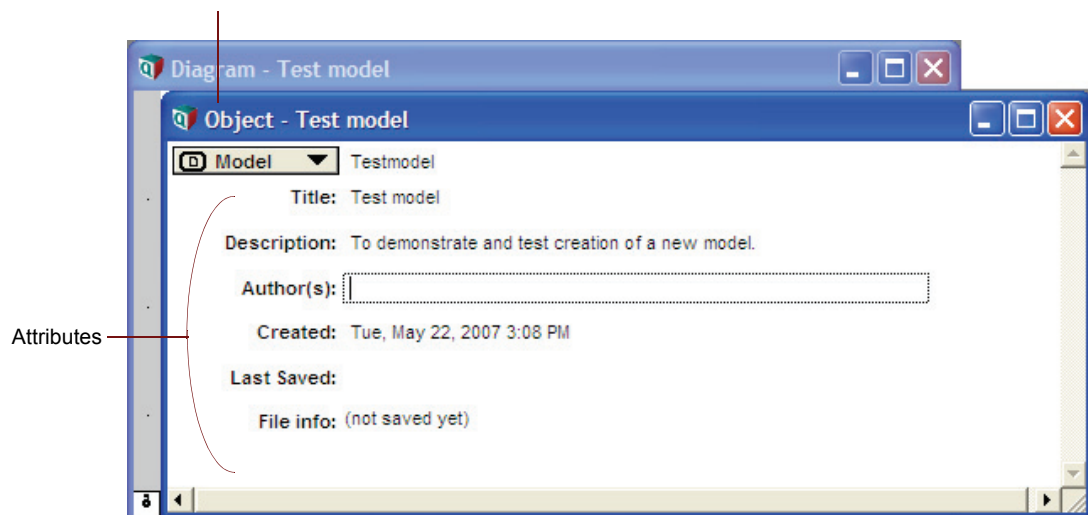 Diagram - Test model
Object - Test model
Model Testmodel
Title: Test model
Description: To demonstrate and test creation of a new model.
Author(s):
Attributes
Created: Tue, May 22, 2007 3:08 PM
Last Saved:
File info: (not saved yet)